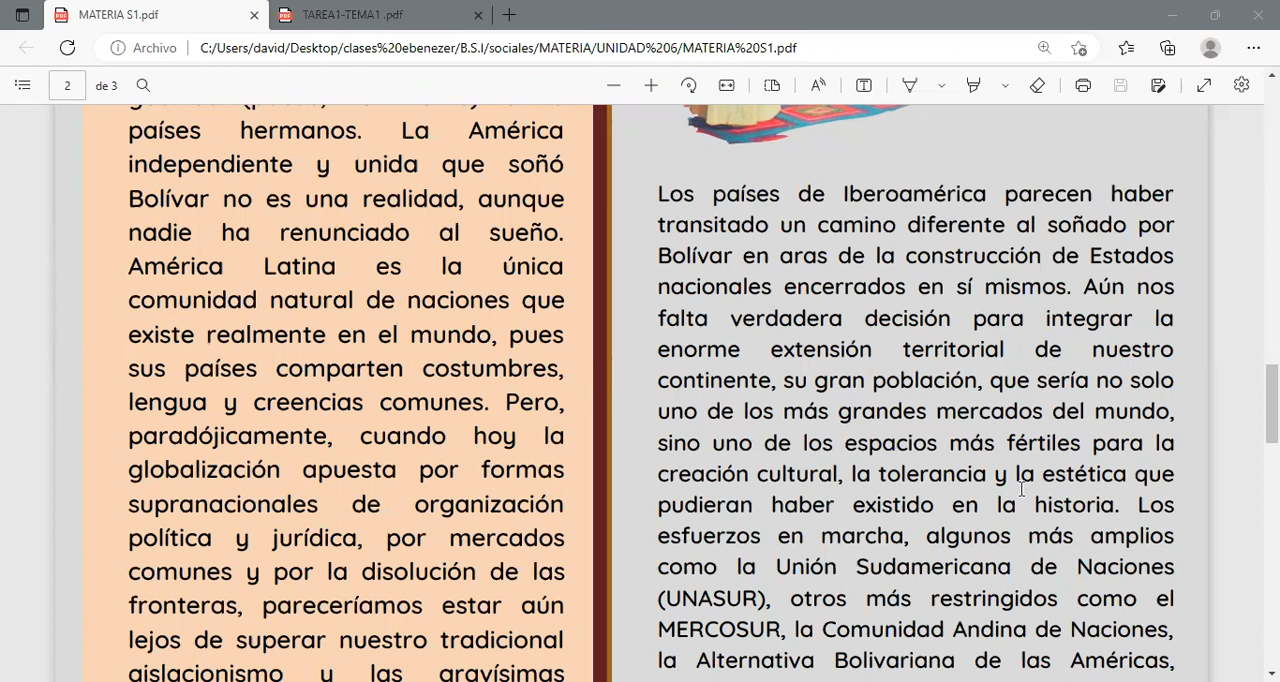 MATERIA S1.pdf
TAREA1-TEMA1 .pdf
Archivo
C:/Users/david/Desktop/clases%20ebenezer/B.S.I/sociales/MATERIA/UNIDAD%206/MATERIA%20S1.pdf
2
de 3
países hermanos. La América
independiente y unida que soñó
Bolívar no es una realidad, aunque
nadie ha renunciado al sueño.
América Latina es la única
comunidad natural de naciones que
existe realmente en el mundo, pues
sus países comparten costumbres,
lengua y creencias comunes. Pero,
paradójicamente, cuando hoy la
globalización apuesta por formas
supranacionales de organización
política y jurídica, por mercados
comunes y por la disolución de las
fronteras, pareceríamos estar aún
lejos de superar nuestro tradicional
aislacionismo y las gravísimas
Los países de Iberoamérica parecen haber
transitado un camino diferente al soñado por
Bolívar en aras de la construcción de Estados
nacionales encerrados en sí mismos. Aún nos
falta verdadera decisión para integrar la
enorme extensión territorial de nuestro
continente, su gran población, que sería no solo
uno de los más grandes mercados del mundo,
sino uno de los espacios más fértiles para la
creación cultural, la tolerancia y la estética que
pudieran haber existido en la historia. Los
esfuerzos en marcha, algunos más amplios
como la Unión Sudamericana de Naciones
(UNASUR), otros más restringidos como el
MERCOSUR, la Comunidad Andina de Naciones,
la Alternativa Bolivariana de las Américas,